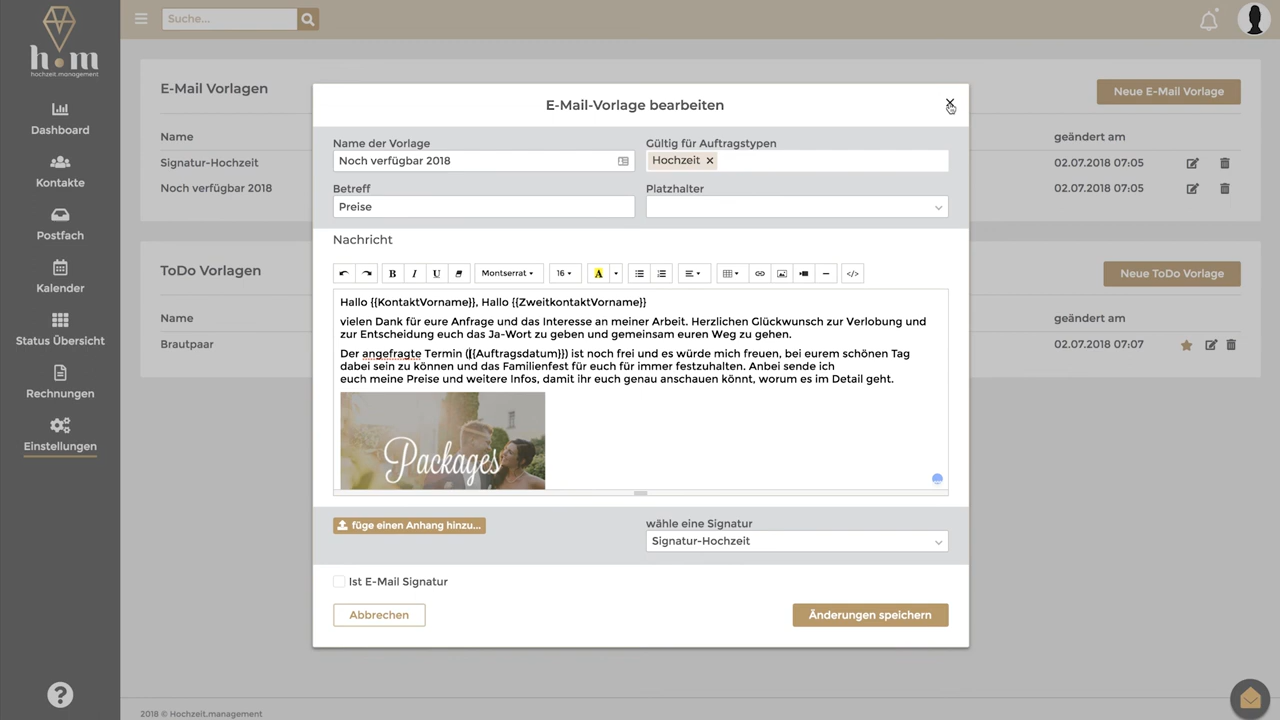 h.m
hochzeit.management
Dashboard
Kontakte
Postfach
Kalender
Status Übersicht
Rechnungen
Einstellungen
?
Suche...
E-Mail Vorlagen
Neue E-Mail Vorlage
Name
geändert am
Signatur-Hochzeit
02.07.2018 07:05
Noch verfügbar 2018
02.07.2018 07:05
ToDo Vorlagen
Neue ToDo Vorlage
Name
geändert am
Brautpaar
02.07.2018 07:07
E-Mail-Vorlage bearbeiten
Name der Vorlage
Gültig für Auftragstypen
Noch verfügbar 2018
Hochzeit ×
Betreff
Platzhalter
Preise
Nachricht
B I U Montserrat 16 A </>
Hallo {{KontaktVorname}}, Hallo {{ZweitkontaktVorname}}
vielen Dank für eure Anfrage und das Interesse an meiner Arbeit. Herzlichen Glückwunsch zur Verlobung und
zur Entscheidung euch das Ja-Wort zu geben und gemeinsam euren Weg zu gehen.
Der angefragte Termin ({{Auftragsdatum}}) ist noch frei und es würde mich freuen, bei eurem schönen Tag
dabei sein zu können und das Familienfest für euch für immer festzuhalten. Anbei sende ich
euch meine Preise und weitere Infos, damit ihr euch genau anschauen könnt, worum es im Detail geht.
Packages
füge einen Anhang hinzu...
wähle eine Signatur
Signatur-Hochzeit
Ist E-Mail Signatur
Abbrechen
Änderungen speichern
2018 © Hochzeit.management